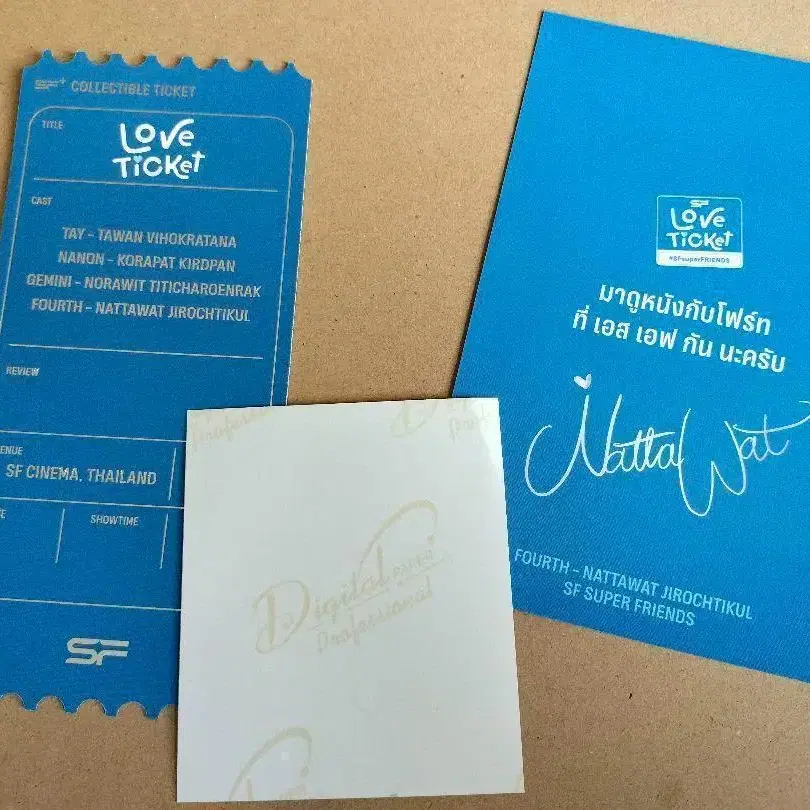 COLLECTIBLE TICKET
TITLE
Love
Ticket
CAST
TAY - TAWAN VIHOKRATANA
NANON - KORAPAT KIRDPAN
GEMINI - NORAWIT TITICHAROENRAK
FOURTH - NATTAWAT JIROCHTIKUL
REVIEW
SF CINEMA, THAILAND
SHOWTIME
SF
SF
Love
Ticket
#SFsuperFRIENDS
มาดูหนังกับโฟร์ท
ที่ เอส เอฟ กัน นะครับ
NattaWat
FOURTH - NATTAWAT JIROCHTIKUL
SF SUPER FRIENDS
Digital PAPER
Professional